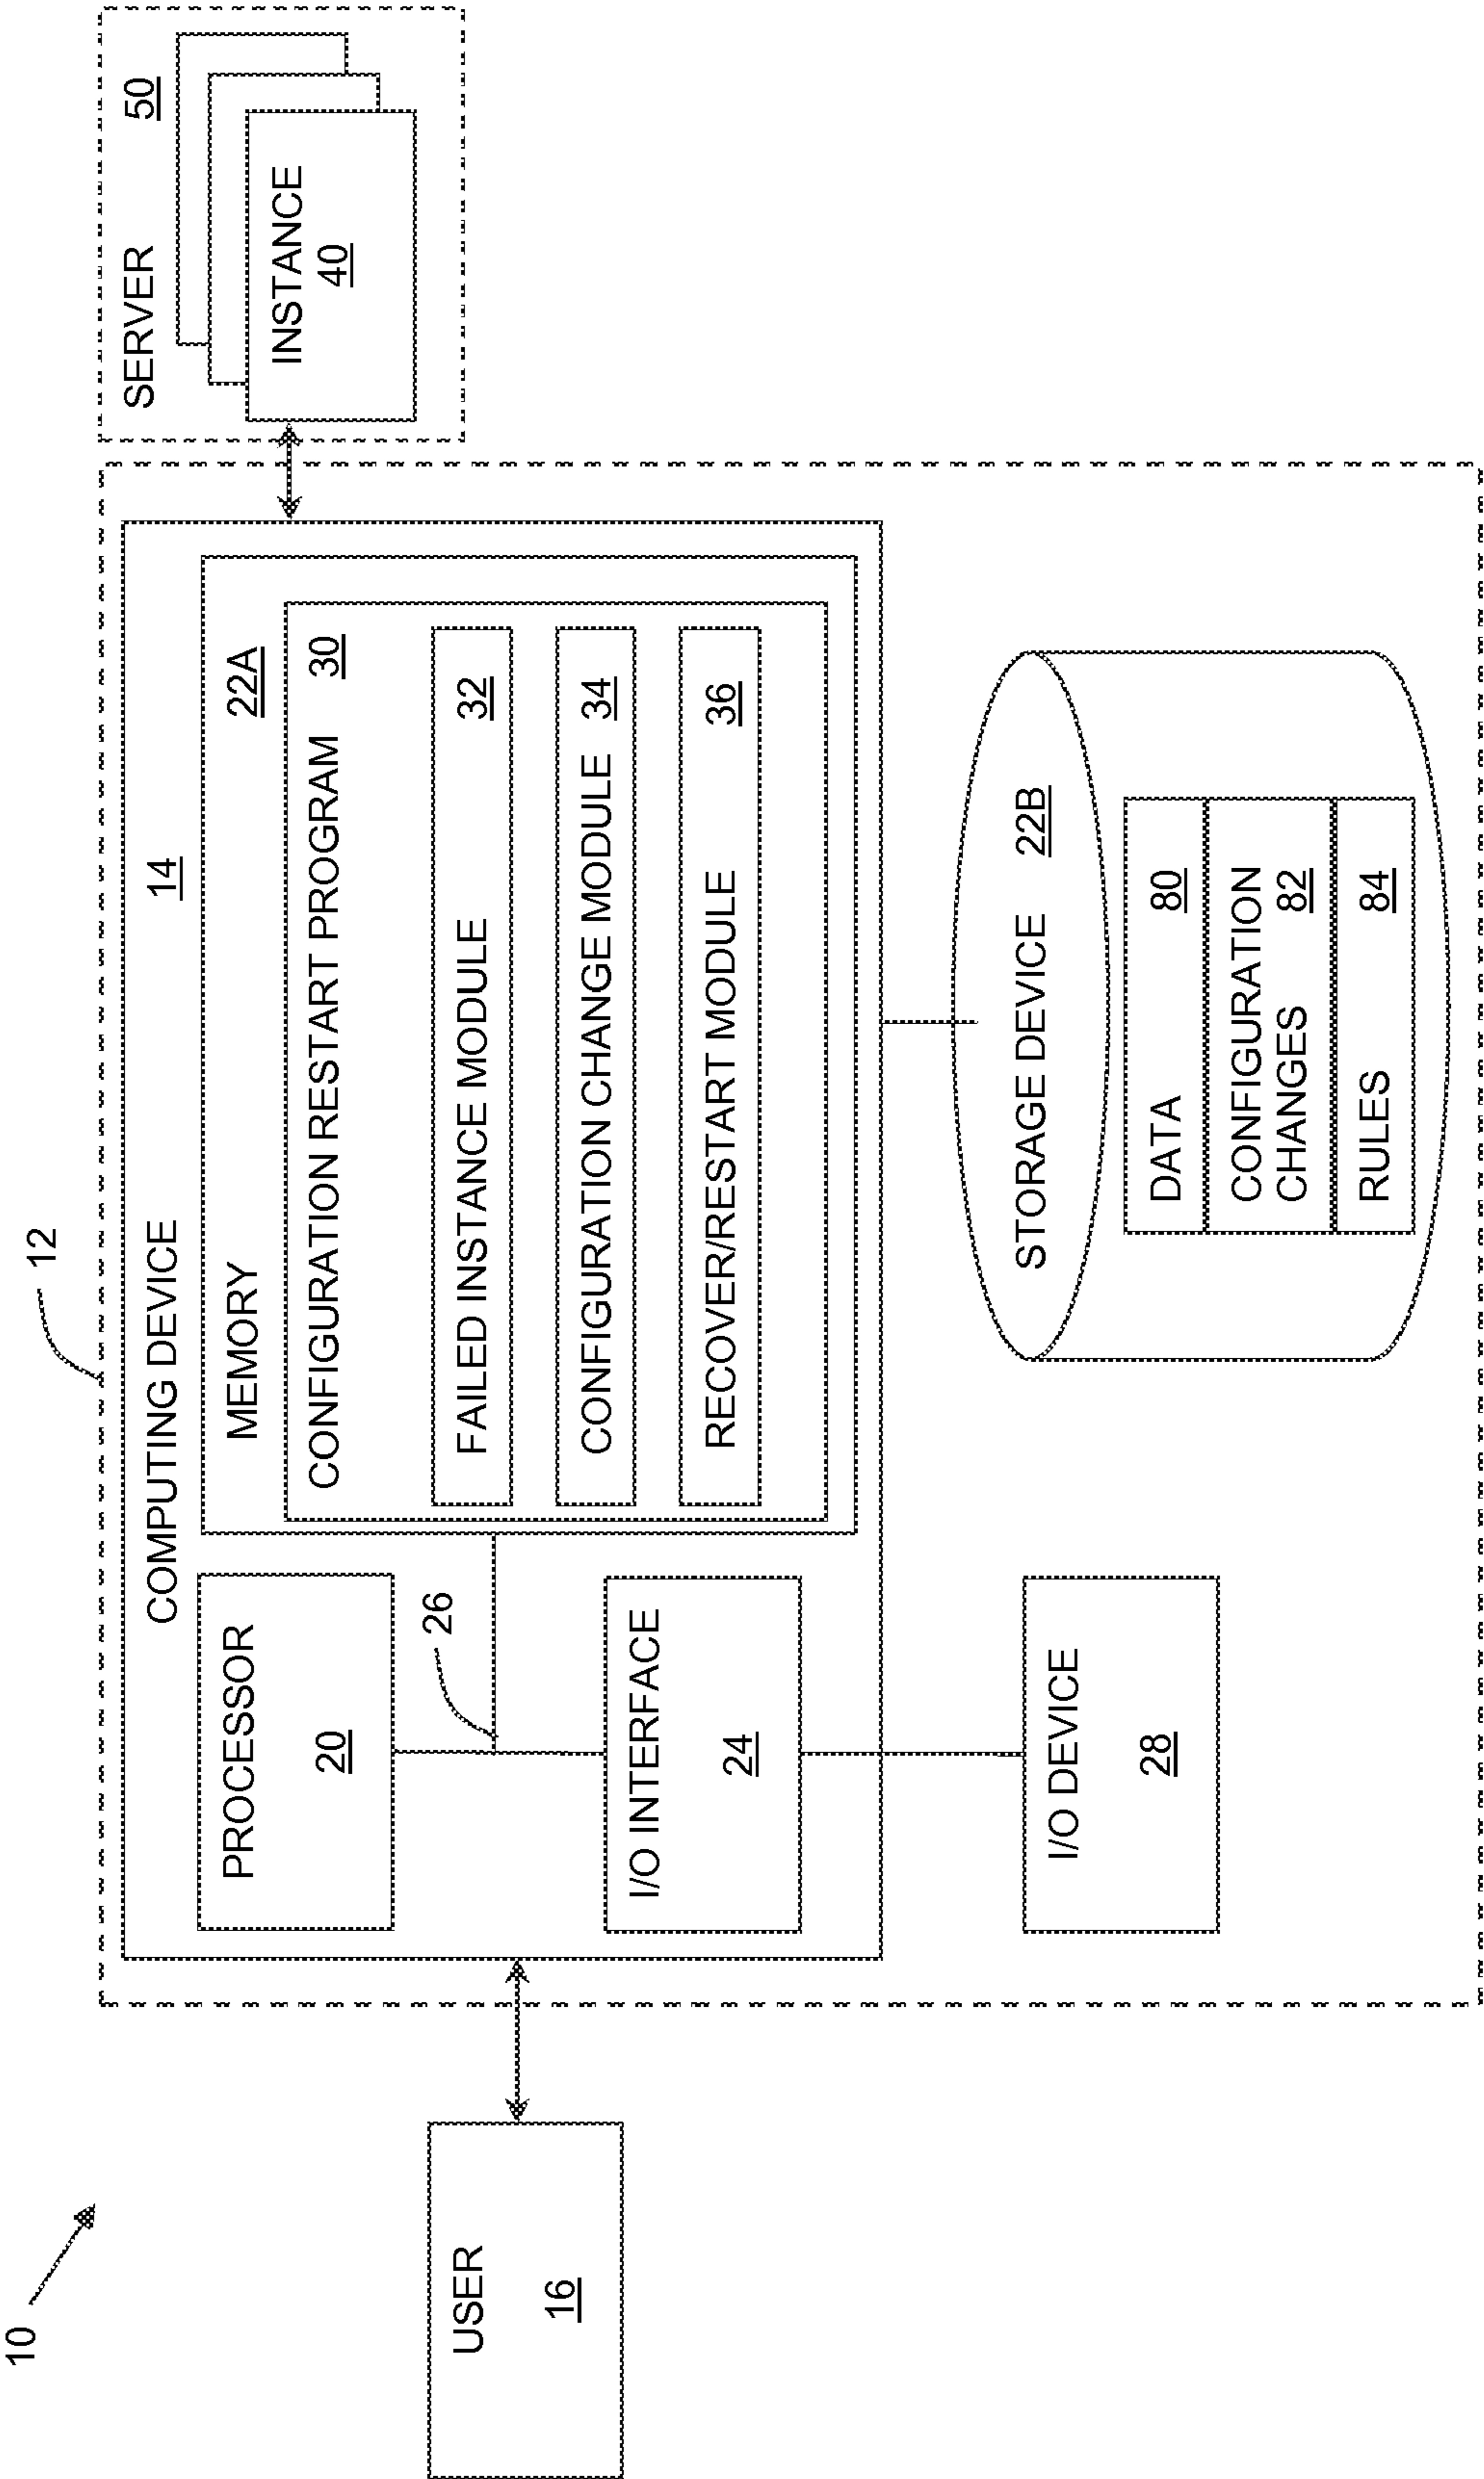 10
12
USER
16
COMPUTING DEVICE 14
PROCESSOR
20
26
I/O INTERFACE
24
I/O DEVICE
28
MEMORY 22A
CONFIGURATION RESTART PROGRAM 30
FAILED INSTANCE MODULE 32
CONFIGURATION CHANGE MODULE 34
RECOVER/RESTART MODULE 36
STORAGE DEVICE 22B
DATA 80
CONFIGURATION
CHANGES 82
RULES 84
SERVER 50
INSTANCE
40